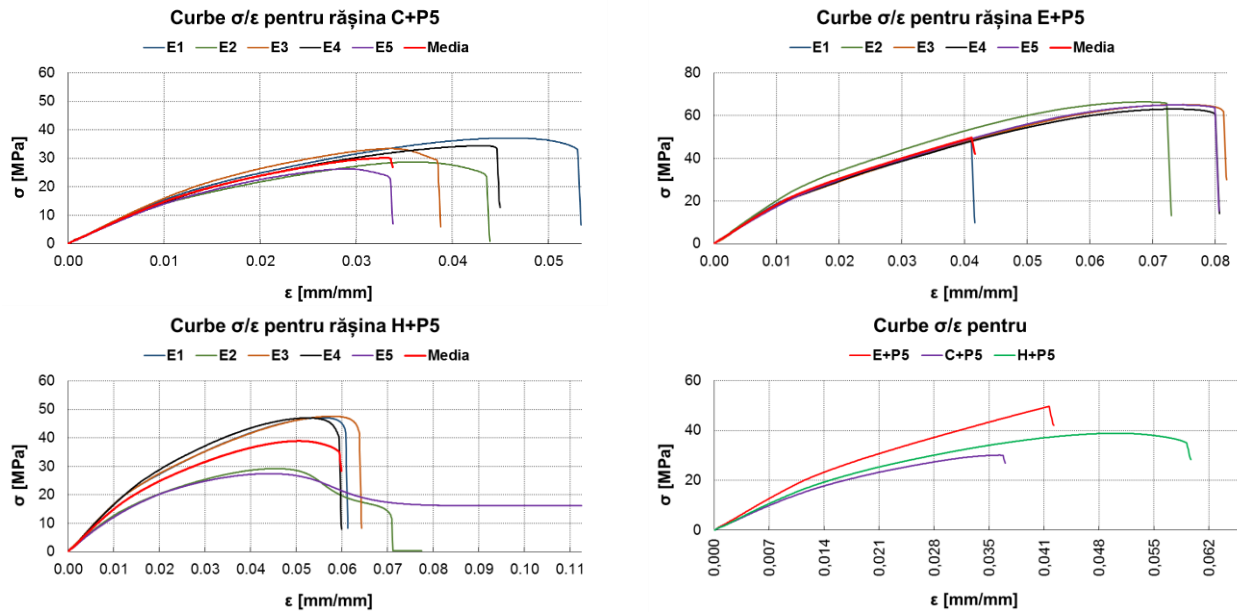 Curbe σ/ε pentru rășina C+P5
E1 E2 E3 E4 E5 Media
60
50
40
30
20
10
0
σ [MPa]
0.00 0.01 0.02 0.03 0.04 0.05
ε [mm/mm]
Curbe σ/ε pentru rășina E+P5
E1 E2 E3 E4 E5 Media
80
60
40
20
0
σ [MPa]
0.00 0.01 0.02 0.03 0.04 0.05 0.06 0.07 0.08
ε [mm/mm]
Curbe σ/ε pentru rășina H+P5
E1 E2 E3 E4 E5 Media
60
50
40
30
20
10
0
σ [MPa]
0.00 0.01 0.02 0.03 0.04 0.05 0.06 0.07 0.08 0.09 0.10 0.11
ε [mm/mm]
Curbe σ/ε pentru
E+P5 C+P5 H+P5
60
40
20
0
σ [MPa]
0.000 0.007 0.014 0.021 0.028 0.035 0.041 0.048 0.055 0.062
ε [mm/mm]